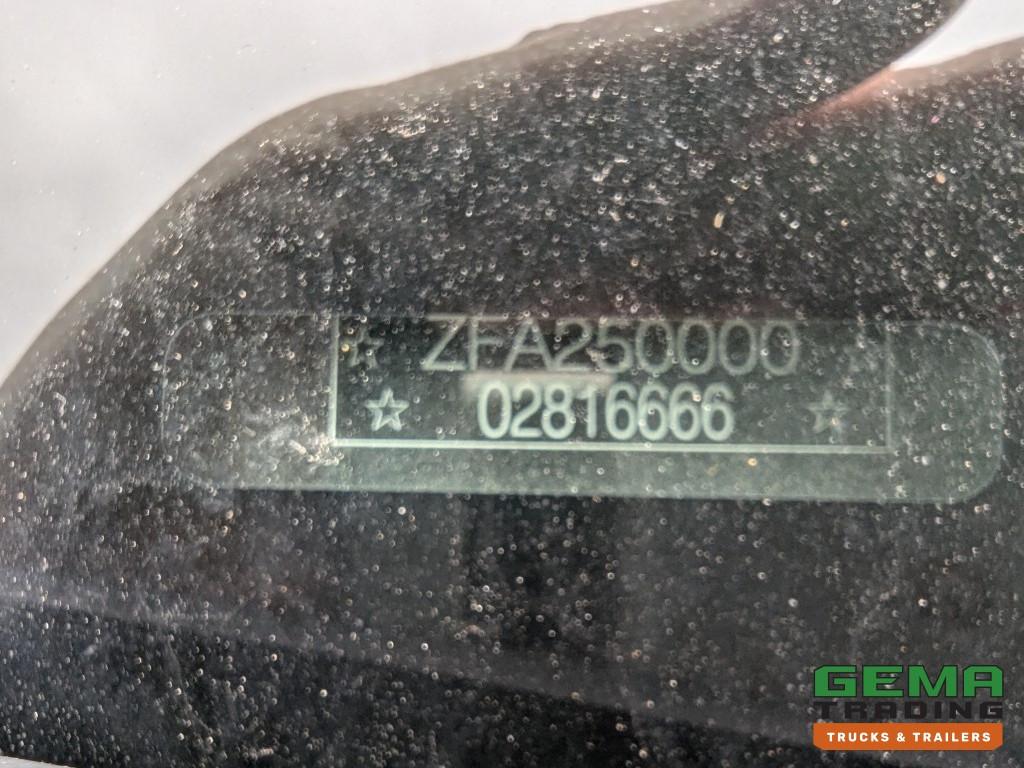 ☆ ZFA250000 ☆
☆ 02816666 ☆
GEMA
TRADING
TRUCKS & TRAILERS